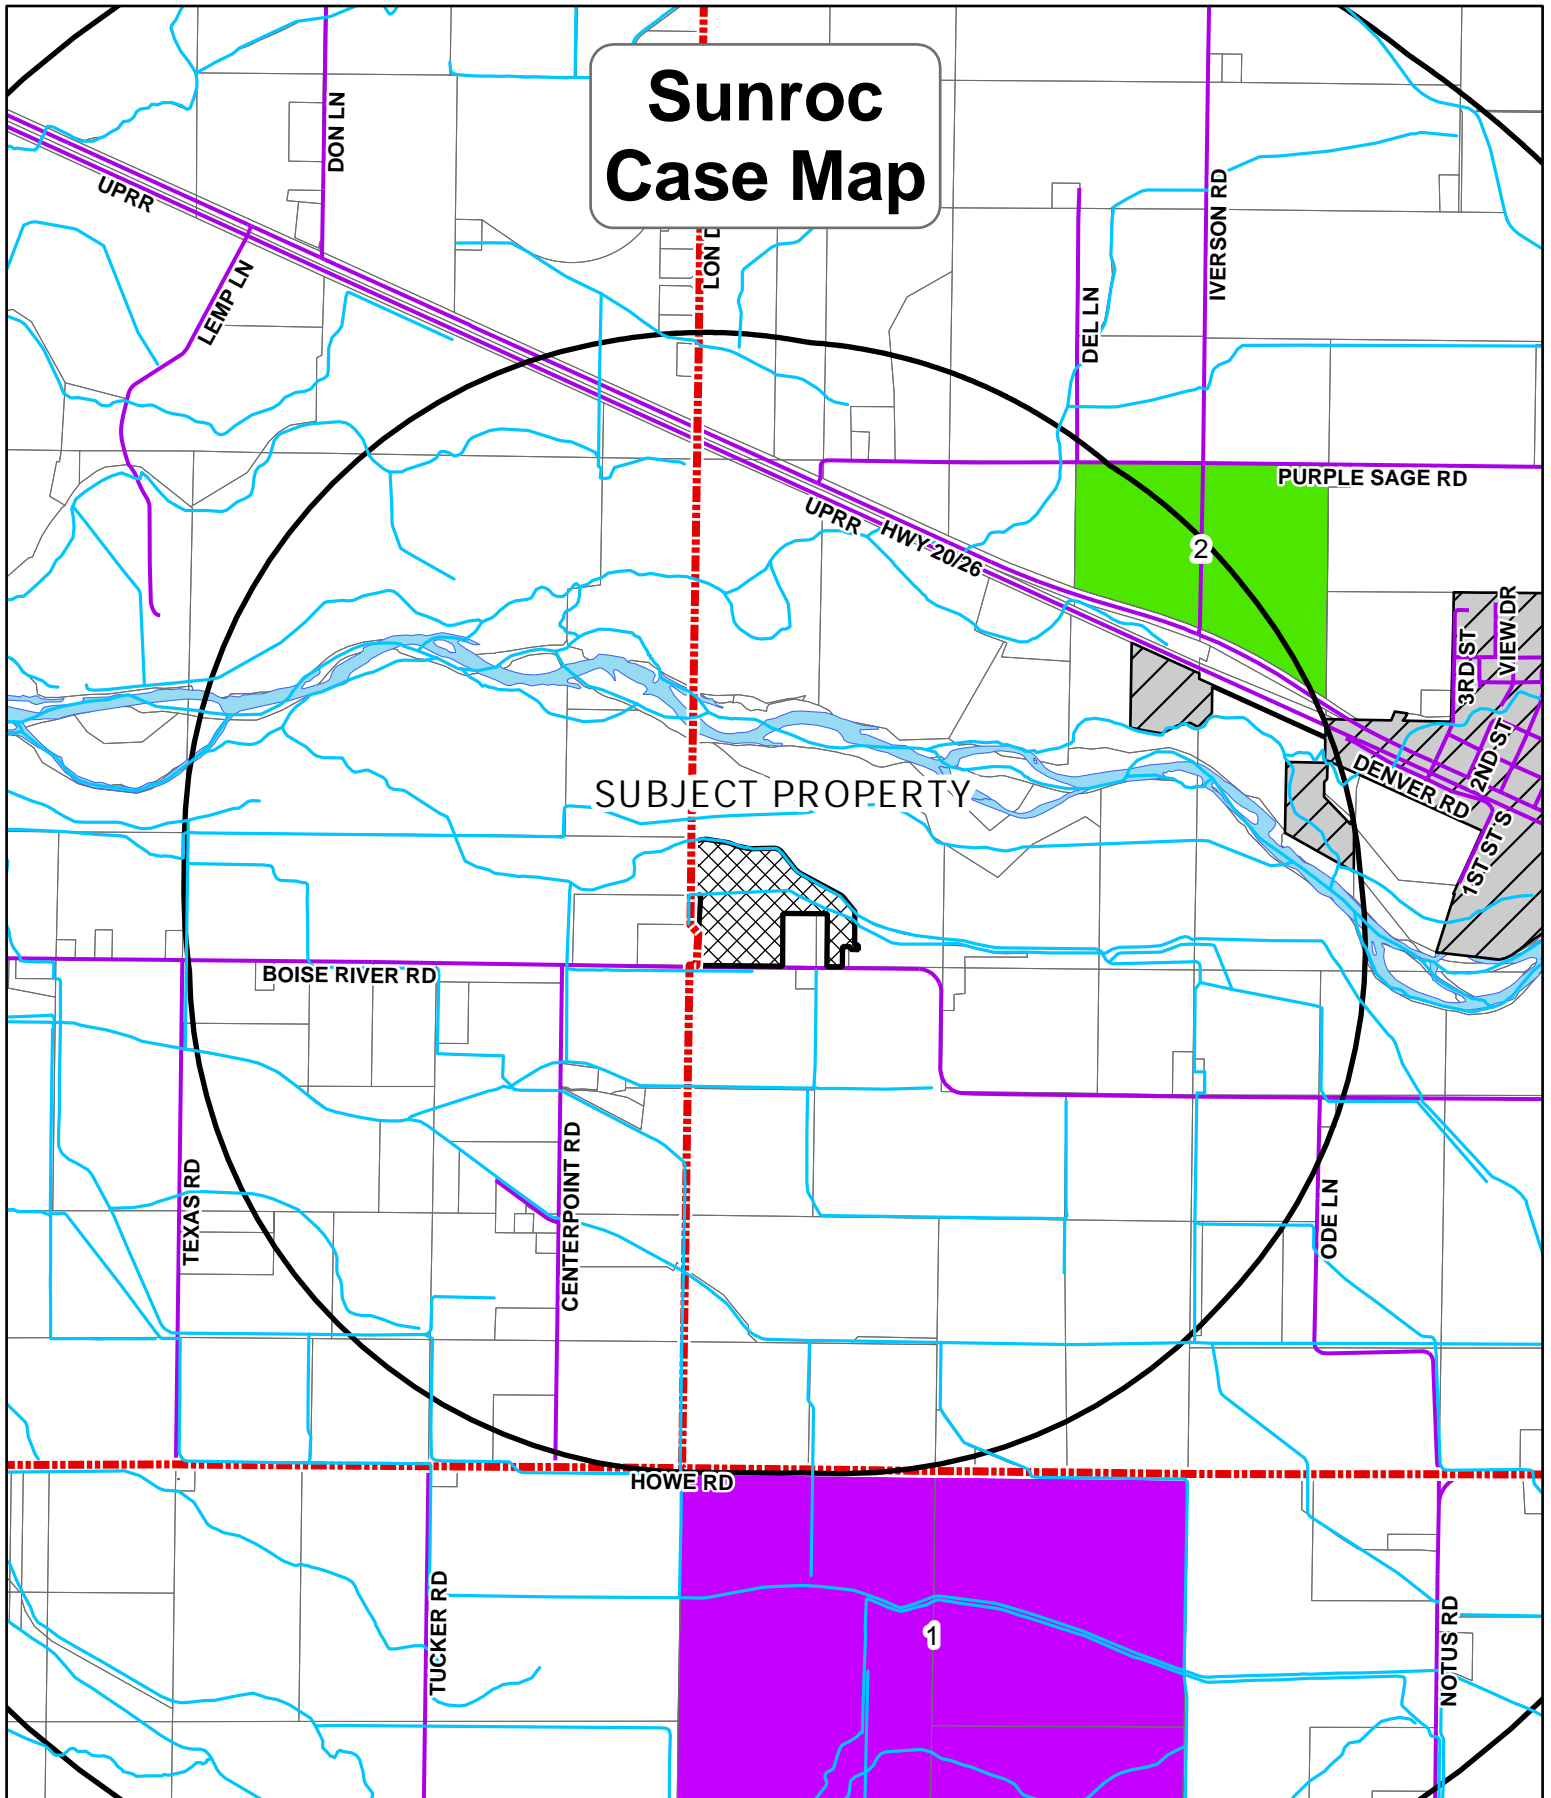 Sunroc
Case Map
DON LN
UPRR
LEMP LN
LON D
IVERSON RD
DEL LN
PURPLE SAGE RD
UPRR
HWY 20/26
2
VIEW DR
3RD ST
2ND ST
DENVER RD
1ST ST S
SUBJECT PROPERTY
BOISE RIVER RD
TEXAS RD
CENTERPOINT RD
ODE LN
HOWE RD
TUCKER RD
1
NOTUS RD